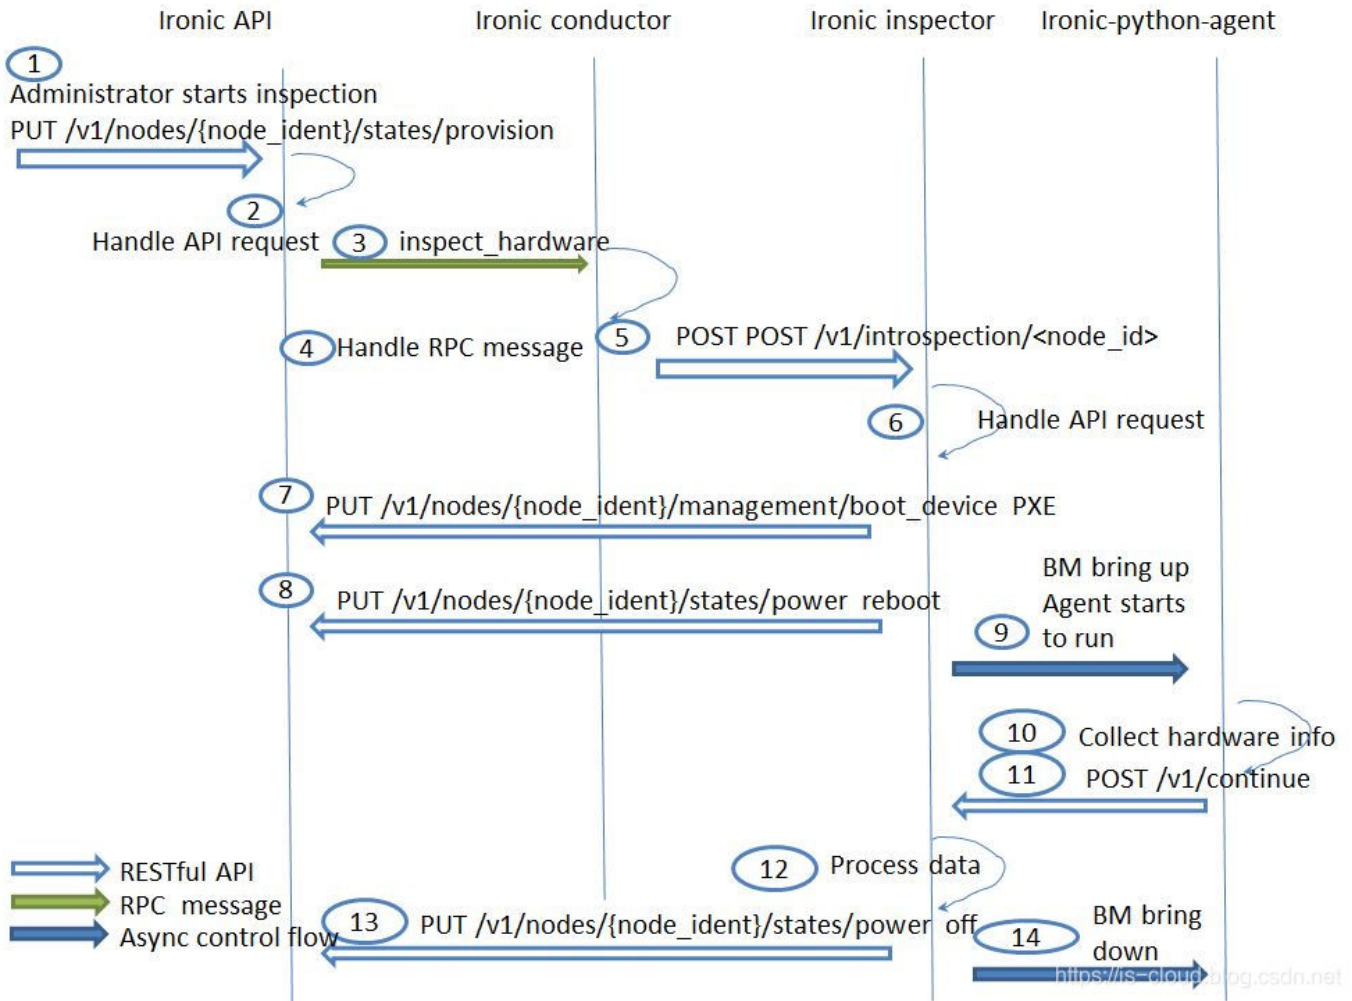 Ironic API
Ironic conductor
Ironic inspector
Ironic-python-agent
1
Administrator starts inspection
PUT /v1/nodes/{node_ident}/states/provision
2
Handle API request
3
inspect_hardware
4
Handle RPC message
5
POST POST /v1/introspection/<node_id>
6
Handle API request
7
PUT /v1/nodes/{node_ident}/management/boot_device PXE
8
PUT /v1/nodes/{node_ident}/states/power reboot
BM bring up
Agent starts
9
to run
10
Collect hardware info
11
POST /v1/continue
12
Process data
RESTful API
RPC message
Async control flow
13
PUT /v1/nodes/{node_ident}/states/power off
14
BM bring
down
https://is-cloud.blog.csdn.net